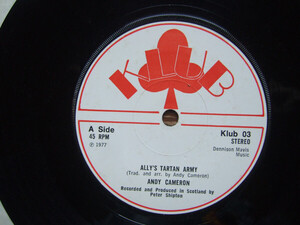 KLUB
A Side
45 RPM
℗ 1977
Klub 03
STEREO
Dennison Music
Music
ALLY'S TARTAN ARMY
(Trad. and arr. by Andy Cameron)
ANDY CAMERON
Recorded and Produced in Scotland by
Peter Shipton